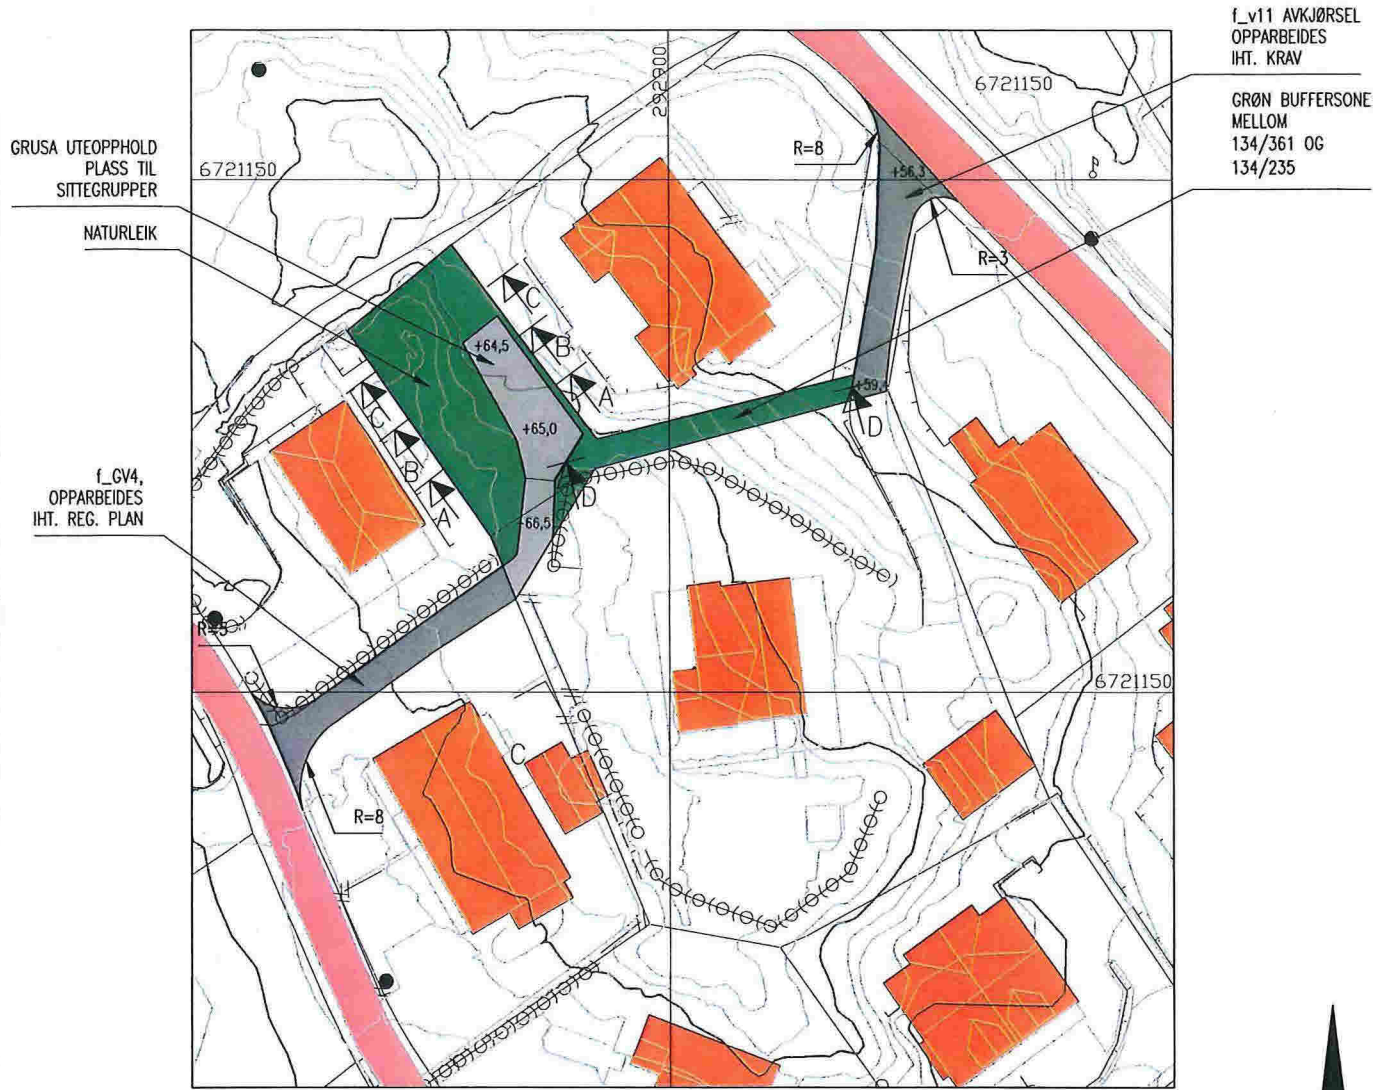 f_v11 AVKJØRSEL
OPPARBEIDES
IHT. KRAV
GRØN BUFFERSONE
MELLOM
134/361 OG
134/235
GRUSA UTEOPPHOLD
PLASS TIL
SITTEGRUPPER
NATURLEIK
f_GV4,
OPPARBEIDES
IHT. REG. PLAN
292900
6721150
6721150
6721150
R=8
+56,3
R=3
C
B
A
+64,5
+65,0
+66,5
D
D
C
B
A
R=5
R=8
C